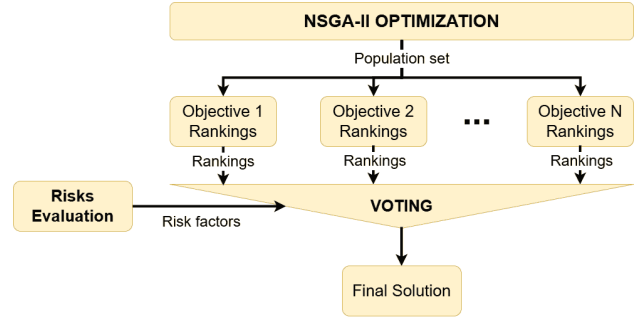 NSGA-II OPTIMIZATION
Population set
Objective 1
Rankings
Objective 2
Rankings
...
Objective N
Rankings
Rankings
Rankings
Rankings
Risks
Evaluation
Risk factors
VOTING
Final Solution